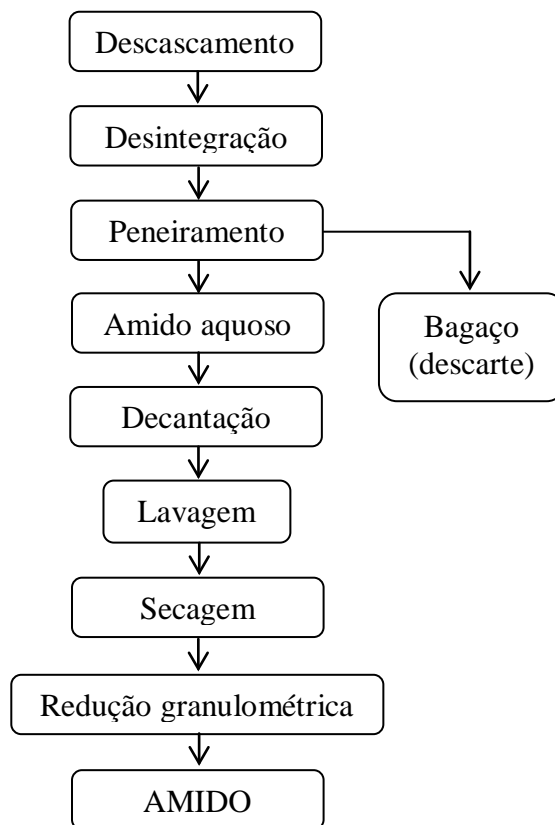 Descascamento
Desintegração
Peneiramento
Amido aquoso
Bagaço
(descarte)
Decantação
Lavagem
Secagem
Redução granulométrica
AMIDO